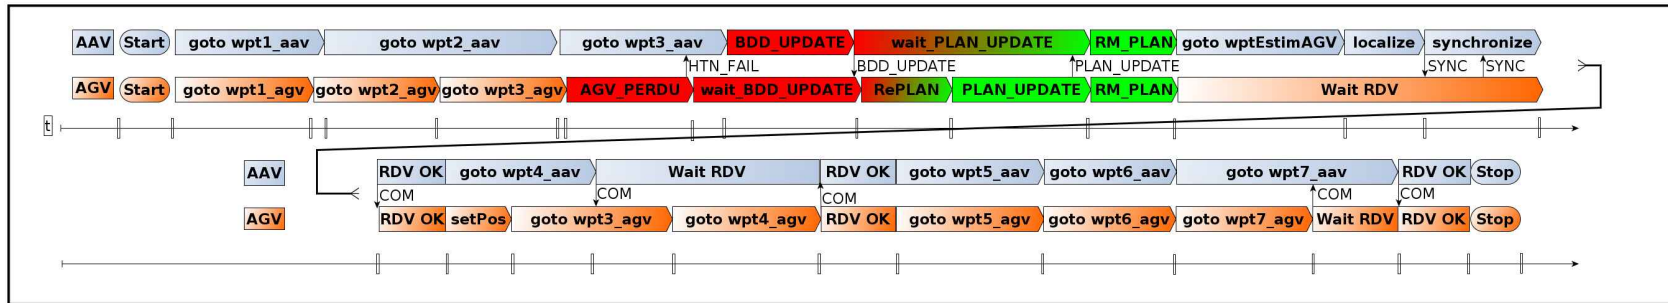 AAV Start goto wpt1_aav goto wpt2_aav goto wpt3_aav BDD_UPDATE wait_PLAN_UPDATE RM_PLAN goto wptEstimAGV localize synchronize
HTN_FAIL BDD_UPDATE PLAN_UPDATE SYNC SYNC
AGV Start goto wpt1_agv goto wpt2_agv goto wpt3_agv AGV_PERDU wait_BDD_UPDATE RePLAN PLAN_UPDATE RM_PLAN Wait RDV
t
AAV RDV OK goto wpt4_aav Wait RDV RDV OK goto wpt5_aav goto wpt6_aav goto wpt7_aav RDV OK Stop
COM COM COM COM COM
AGV RDV OK setPos goto wpt3_agv goto wpt4_agv RDV OK goto wpt5_agv goto wpt6_agv goto wpt7_agv Wait RDV RDV OK Stop